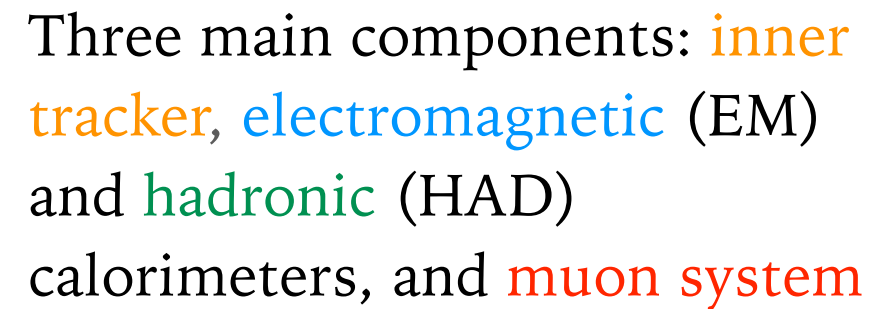 Three main components: inner
tracker, electromagnetic (EM)
and hadronic (HAD)
calorimeters, and muon system